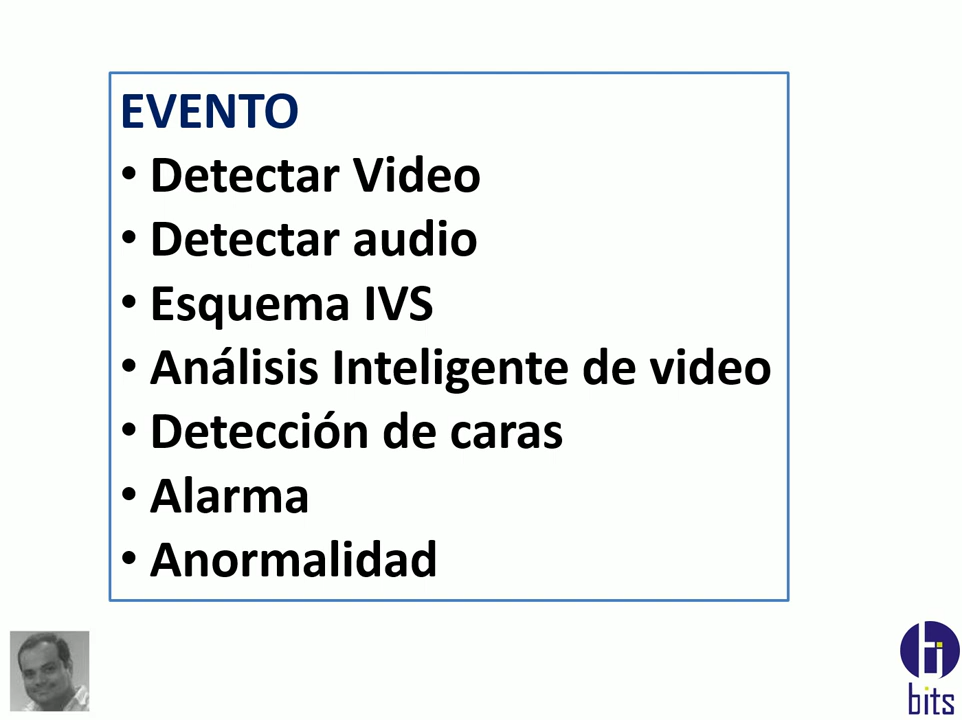 EVENTO
• Detectar Video
• Detectar audio
• Esquema IVS
• Análisis Inteligente de video
• Detección de caras
• Alarma
• Anormalidad
bits